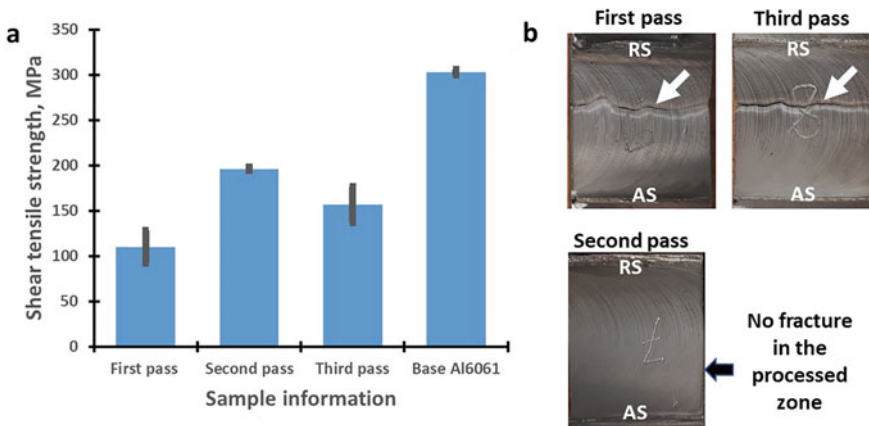 a
Shear tensile strength, MPa
350
300
250
200
150
100
50
0
First pass
Second pass
Third pass
Base Al6061
Sample information
b
First pass
RS
AS
Third pass
RS
AS
Second pass
RS
AS
No fracture
in the
processed
zone